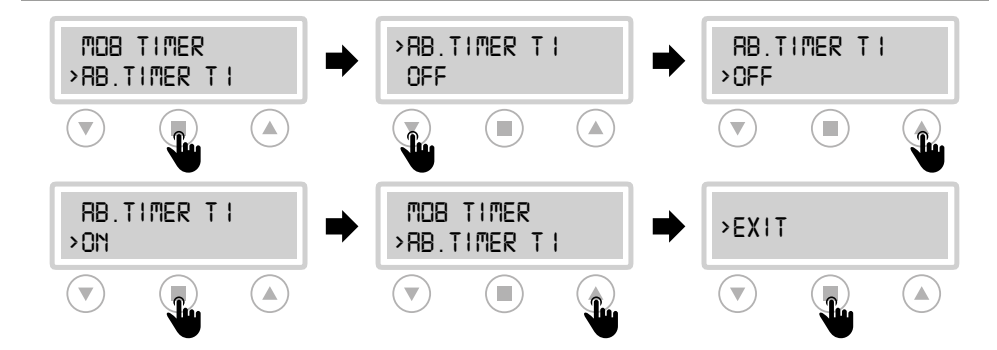 MOB TIMER
>AB.TIMER T1
>AB.TIMER T1
OFF
AB.TIMER T1
>OFF
AB.TIMER T1
>ON
MOB TIMER
>AB.TIMER T1
>EXIT